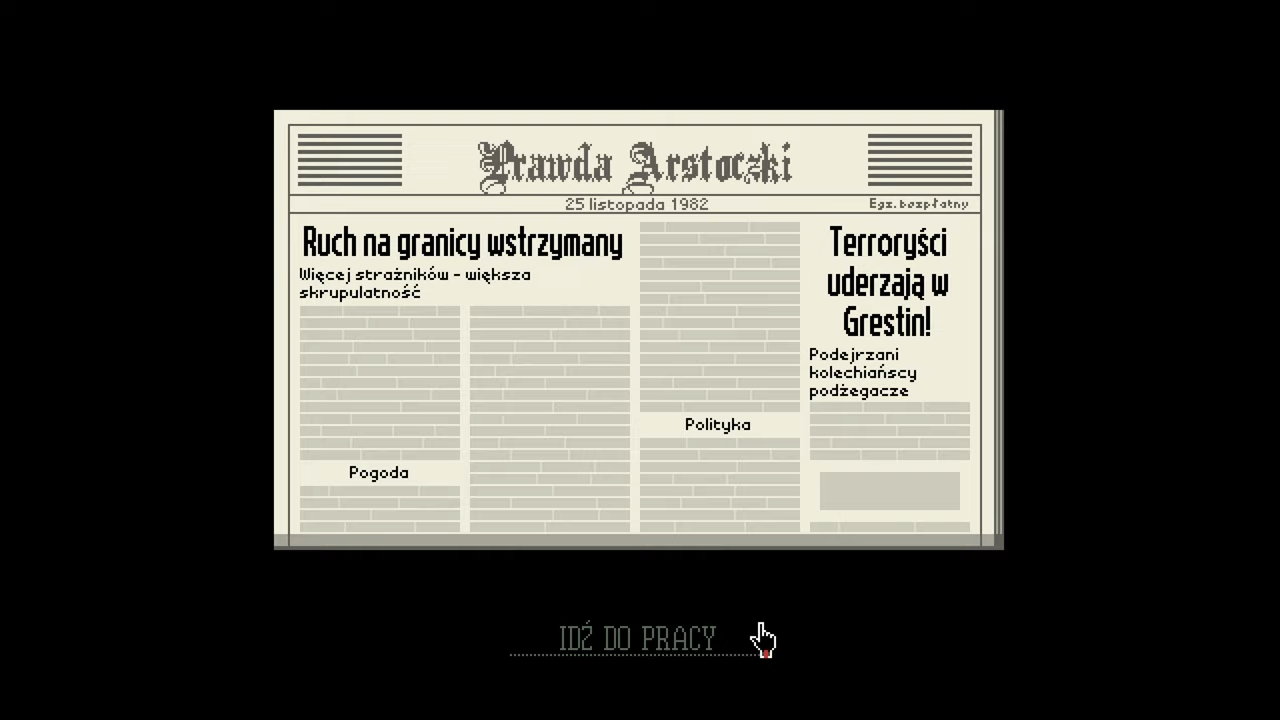 Prawda Arstoczki
25 listopada 1982
Egz. bezpłatny
Ruch na granicy wstrzymany
Więcej strażników - większa
skrupulatność
Pogoda
Polityka
Terroryści
uderzają w
Grestin!
Podejrzani
kolechiańscy
podżegacze
IDŹ DO PRACY